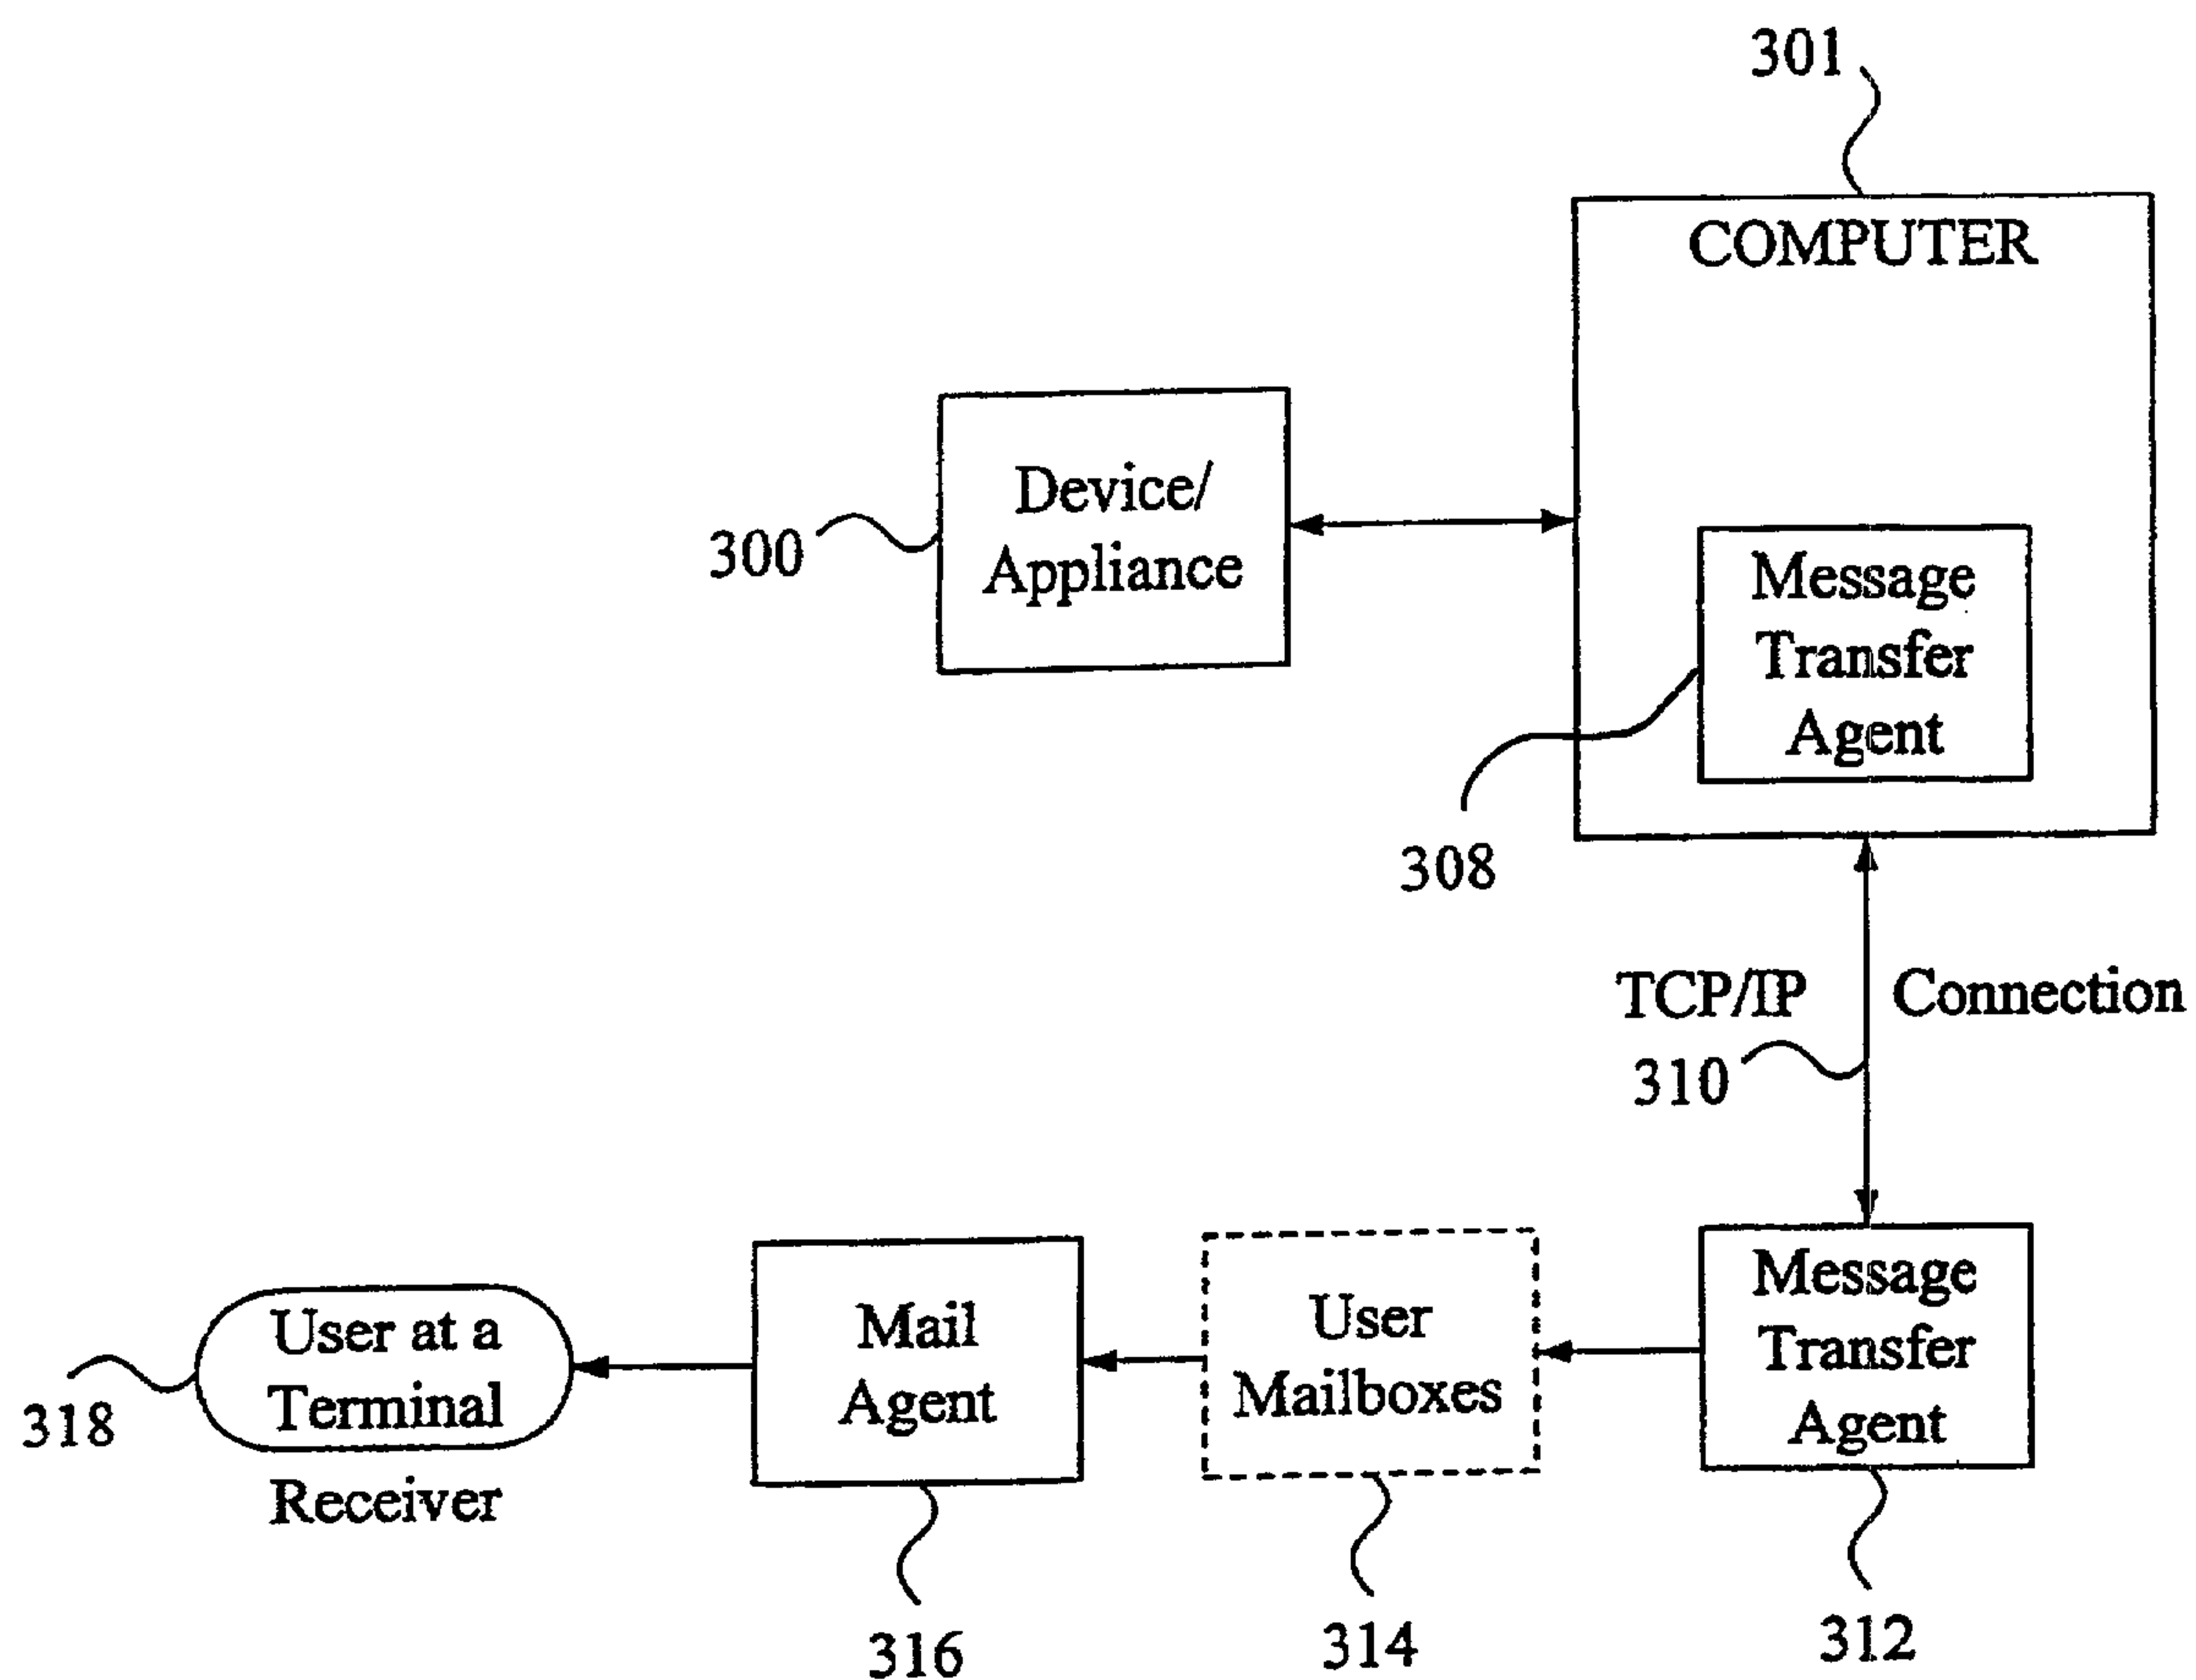 301
COMPUTER
Device/
Appliance
300
Message
Transfer
Agent
308
TCP/IP Connection
310
Message
Transfer
Agent
User
Mailboxes
Mail
Agent
User at a
Terminal
Receiver
318
316
314
312